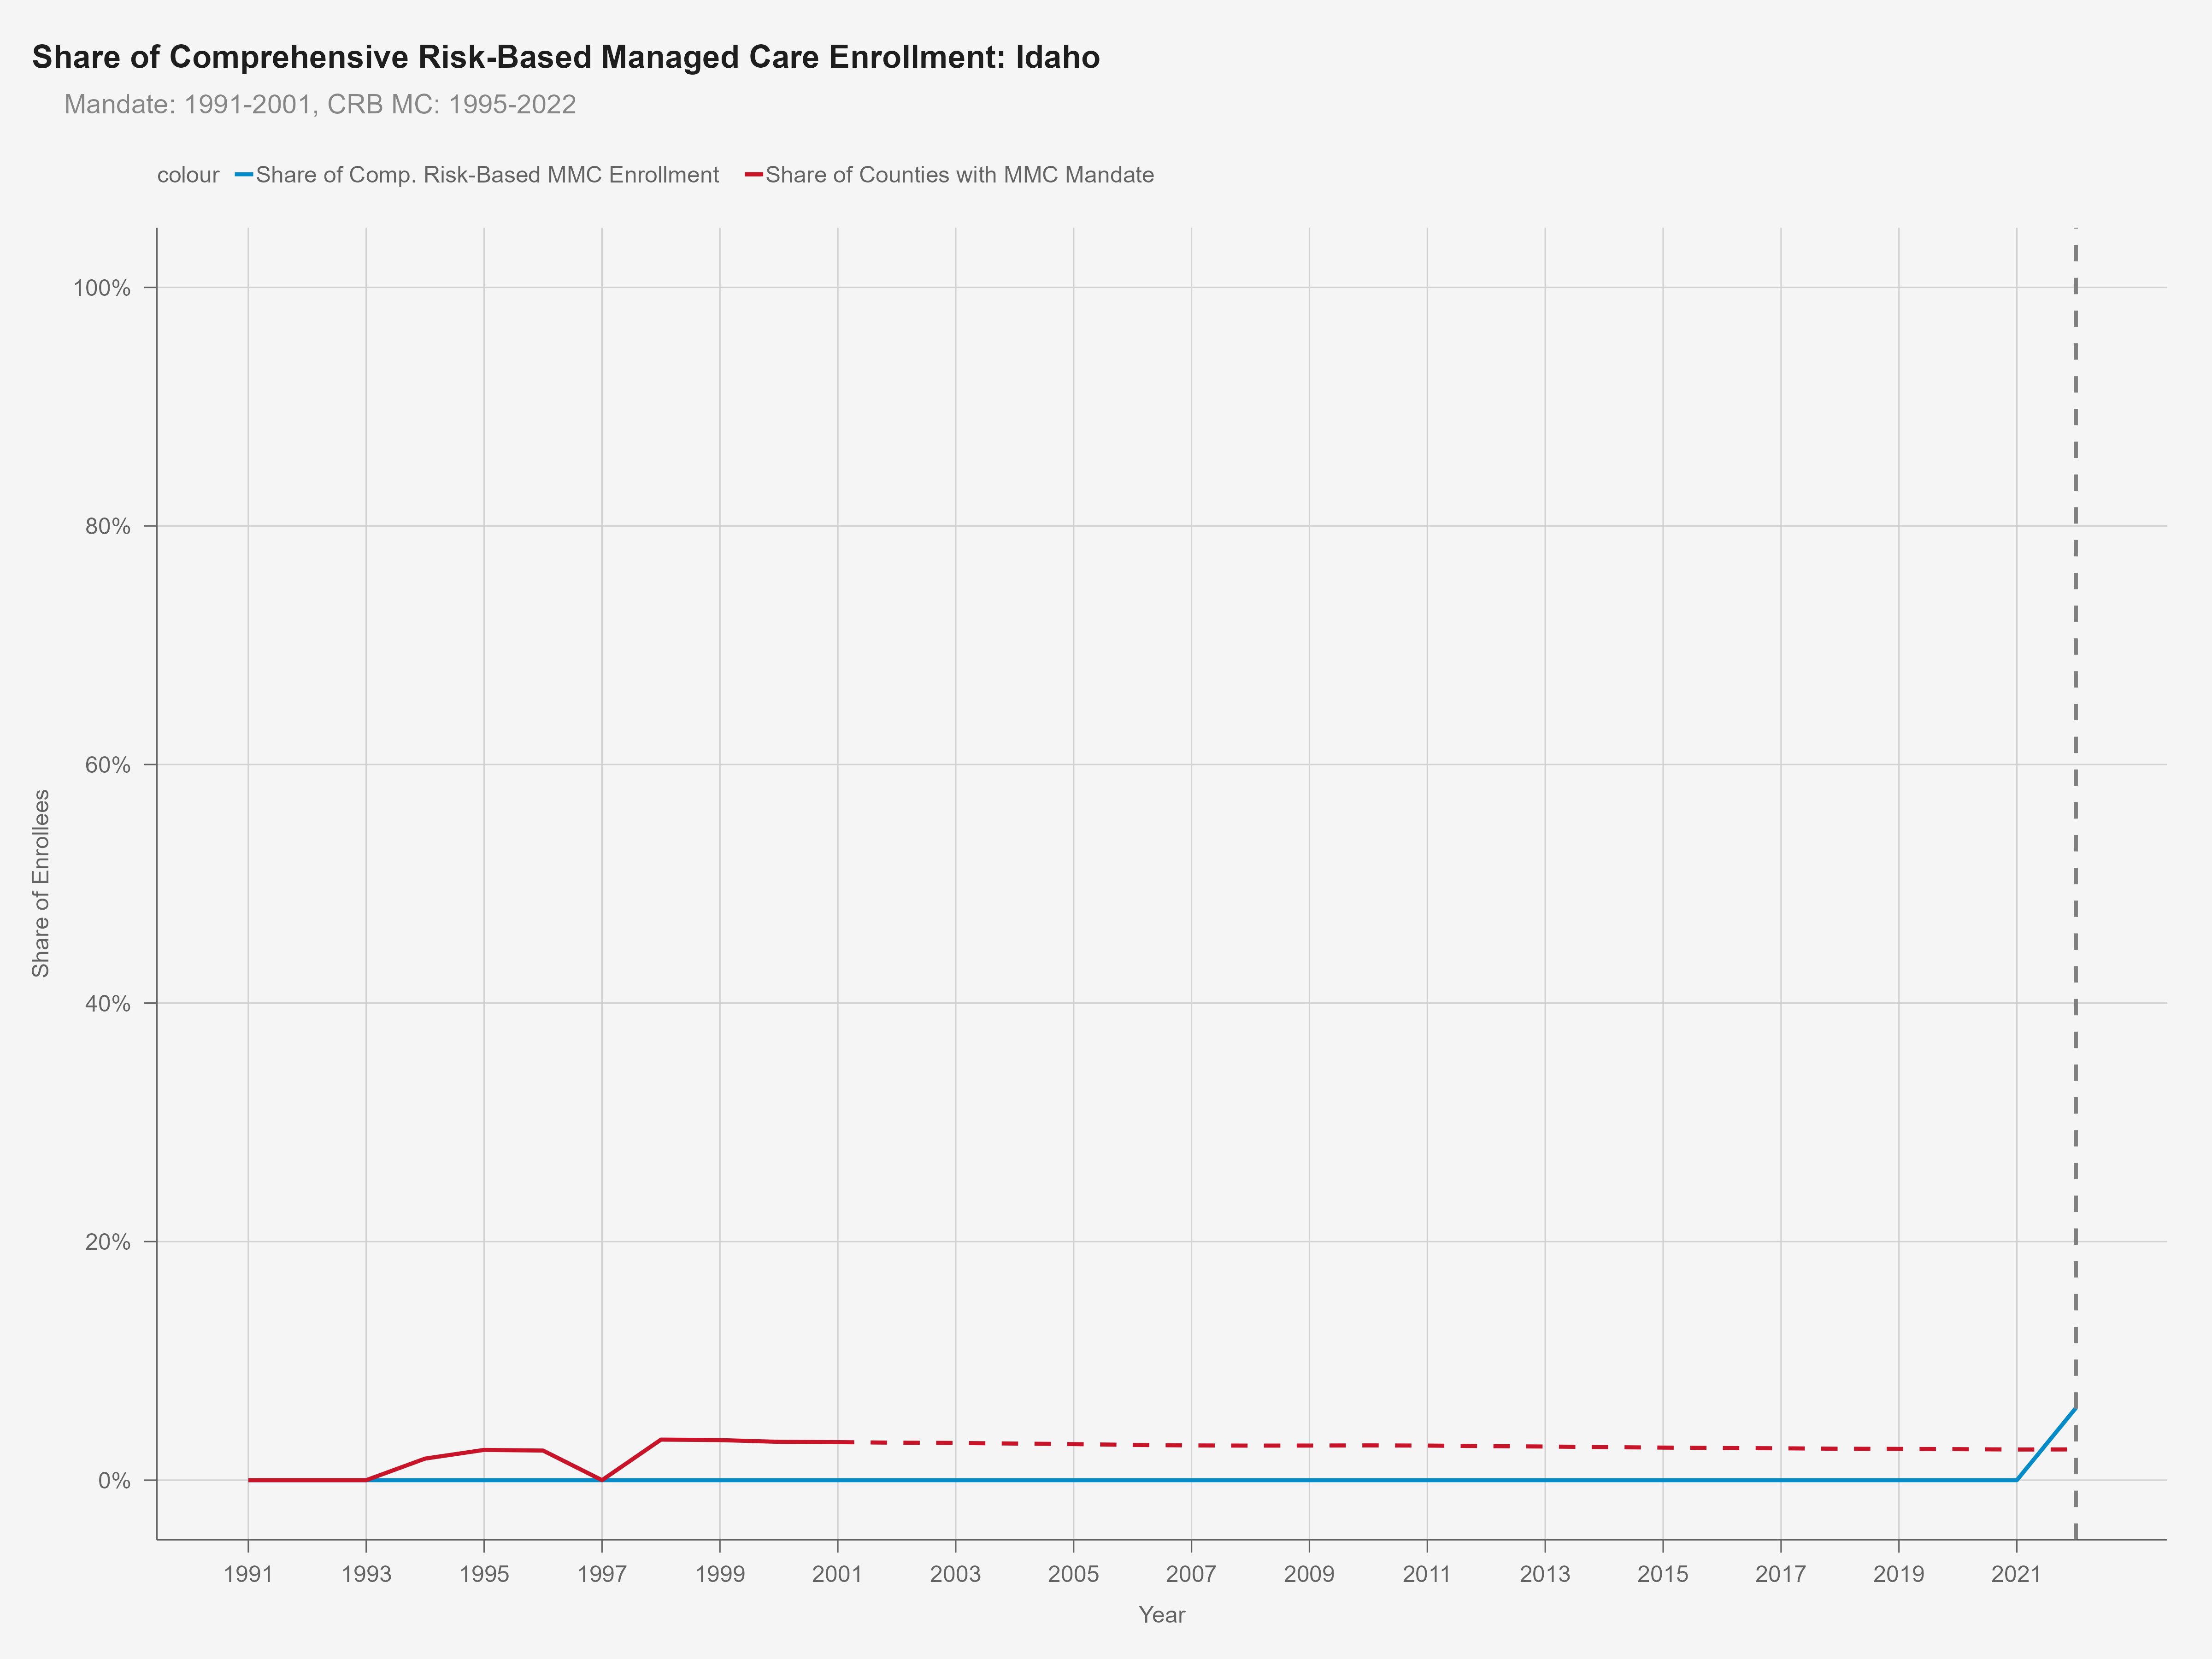 Share of Comprehensive Risk-Based Managed Care Enrollment: Idaho
Mandate: 1991-2001, CRB MC: 1995-2022
colour Share of Comp. Risk-Based MMC Enrollment Share of Counties with MMC Mandate
100%
80%
60%
40%
20%
0%
Share of Enrollees
1991 1993 1995 1997 1999 2001 2003 2005 2007 2009 2011 2013 2015 2017 2019 2021
Year